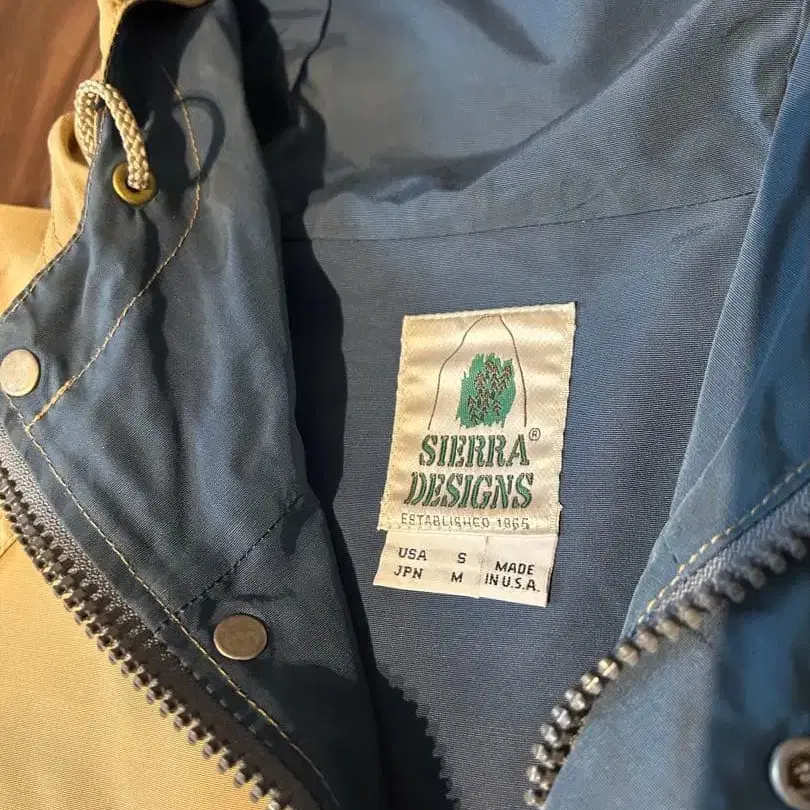 SIERRA ®
DESIGNS
ESTABLISHED 1965
USA S
JPN M
MADE
IN U.S.A.